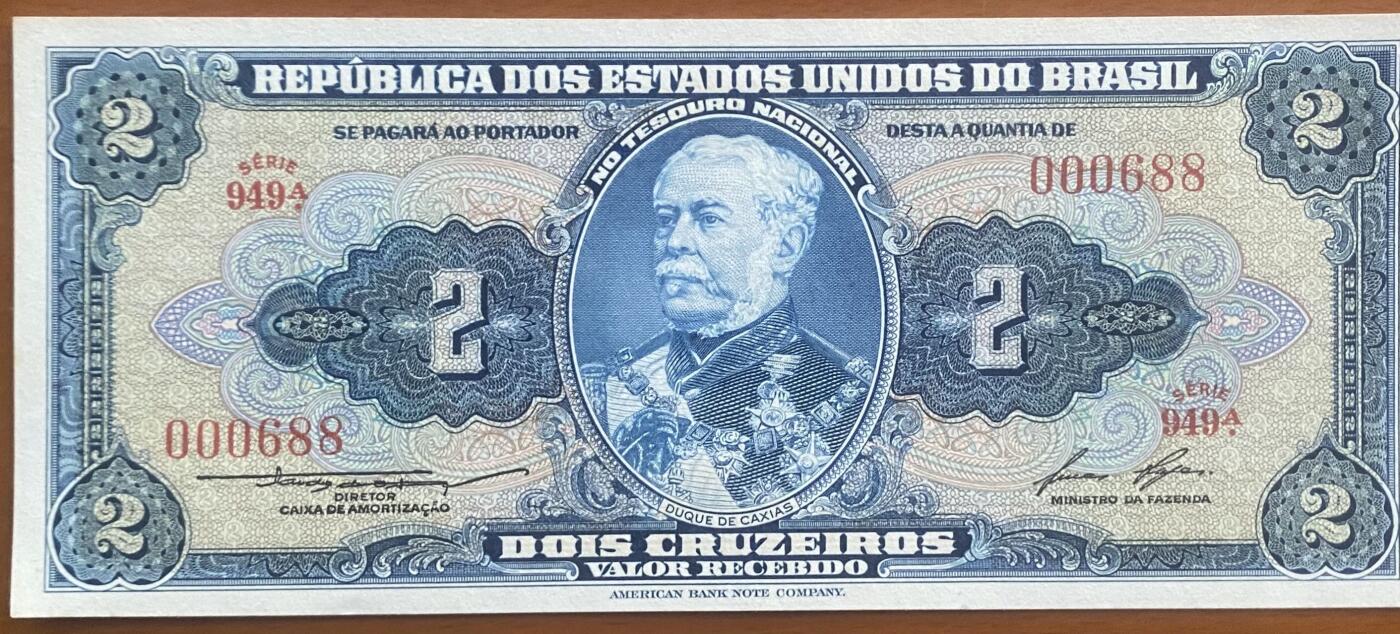 REPÚBLICA DOS ESTADOS UNIDOS DO BRASIL
2
2
NO TESOURO NACIONAL
SE PAGARÁ AO PORTADOR
DESTA A QUANTIA DE
SÉRIE
949A
000688
2
2
000688
SÉRIE
949A
DIRETOR
CAIXA DE AMORTIZAÇÃO
MINISTRO DA FAZENDA
DUQUE DE CAXIAS
2
2
DOIS CRUZEIROS
VALOR RECEBIDO
AMERICAN BANK NOTE COMPANY.